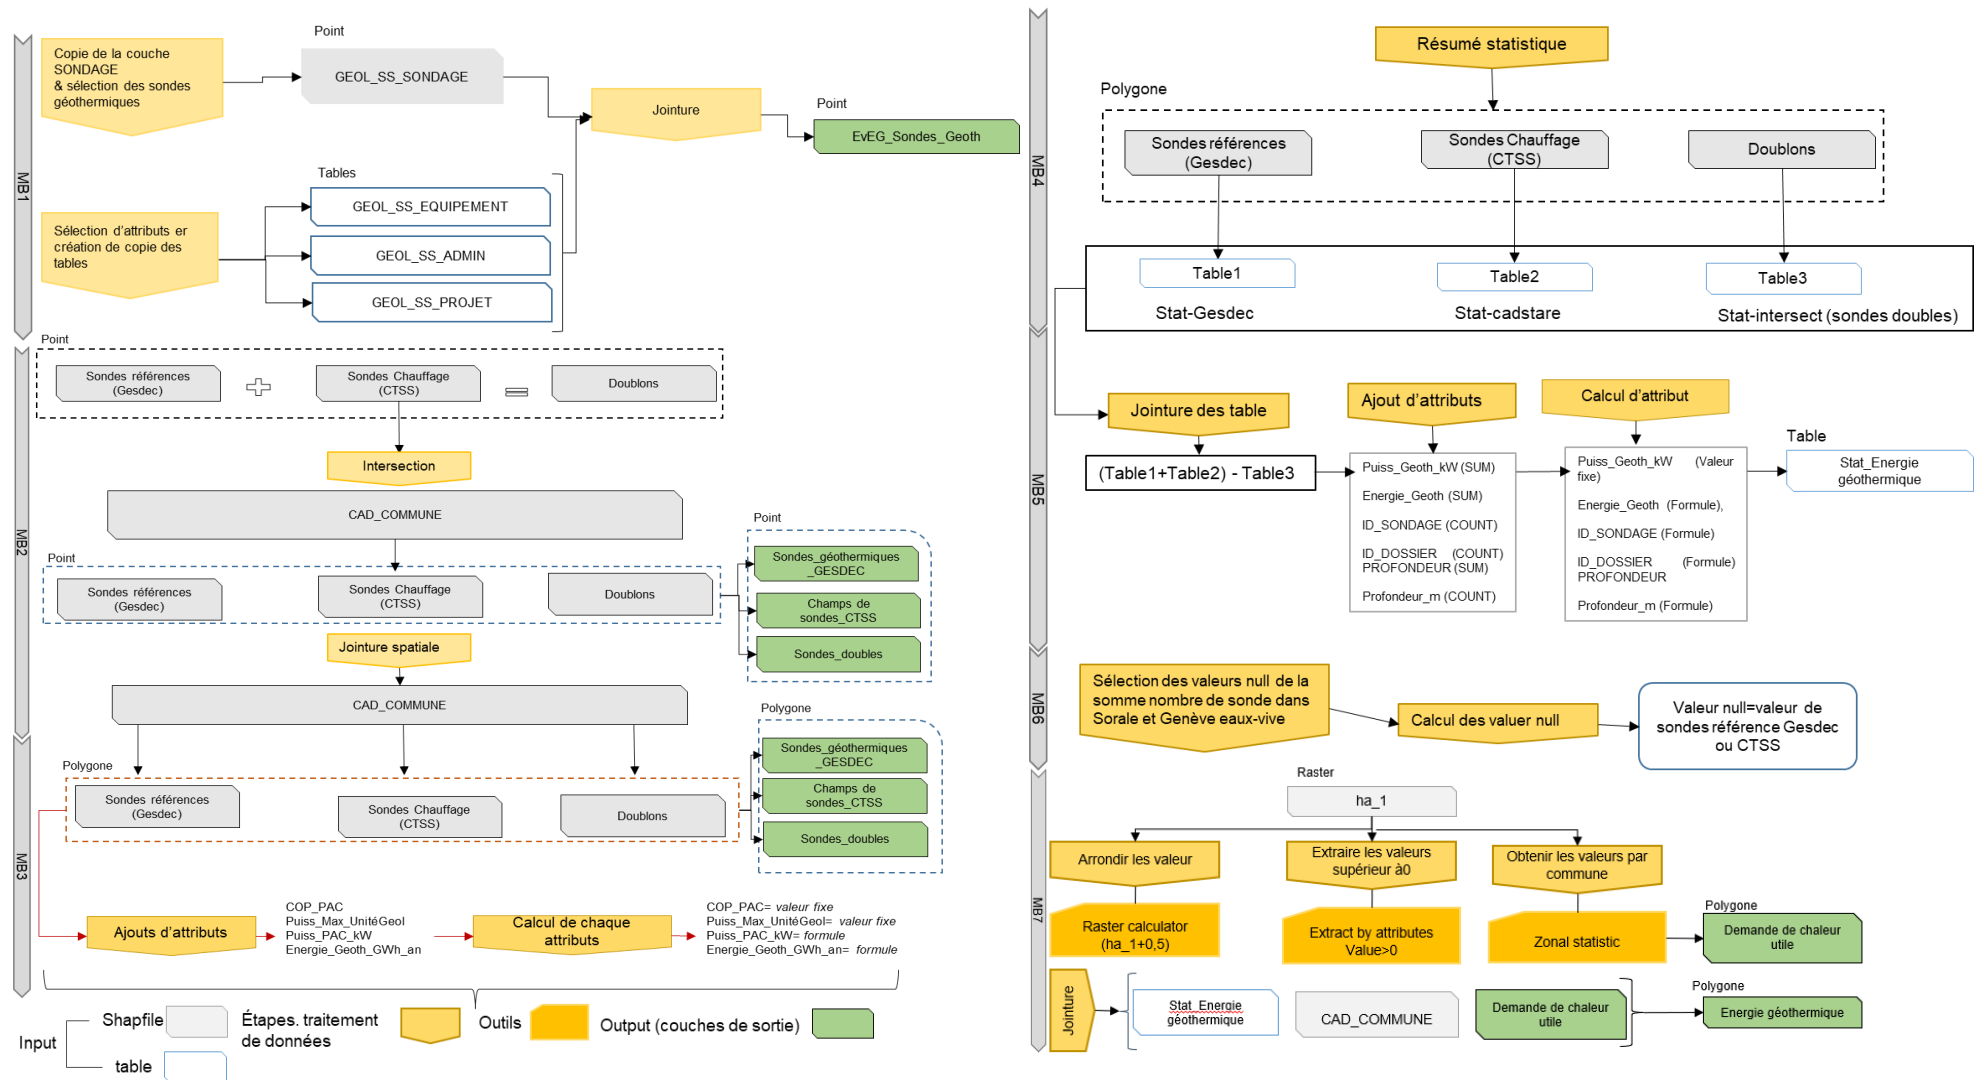 MB1
Copie de la couche
SONDAGE
& sélection des sondes
géothermiques
Point
GEOL_SS_SONDAGE
Jointure
Point
EvEG_Sondes_Geoth
Tables
Sélection d'attributs er
création de copie des
tables
GEOL_SS_EQUIPEMENT
GEOL_SS_ADMIN
GEOL_SS_PROJET
MB2
Point
Sondes références
(Gesdec)
Sondes Chauffage
(CTSS)
Doublons
Intersection
CAD_COMMUNE
Point
Sondes références
(Gesdec)
Sondes Chauffage
(CTSS)
Doublons
Point
Sondes_géothermiques
_GESDEC
Champs de
sondes_CTSS
Sondes_doubles
Jointure spatiale
CAD_COMMUNE
MB3
Polygone
Sondes références
(Gesdec)
Sondes Chauffage
(CTSS)
Doublons
Polygone
Sondes_géothermiques
_GESDEC
Champs de
sondes_CTSS
Sondes_doubles
Ajouts d'attributs
COP_PAC
Puiss_Max_UnitéGeol
Puiss_PAC_kW
Energie_Geoth_GWh_an
Calcul de chaque
attributs
COP_PAC= valeur fixe
Puiss_Max_UnitéGeol= valeur fixe
Puiss_PAC_kW= formule
Energie_Geoth_GWh_an= formule
Input
Shapfile
table
Étapes. traitement
de données
Outils
Output (couches de sortie)
MB4
Résumé statistique
Polygone
Sondes références
(Gesdec)
Sondes Chauffage
(CTSS)
Doublons
Table1
Table2
Table3
Stat-Gesdec
Stat-cadstare
Stat-intersect (sondes doubles)
MB5
Jointure des table
(Table1+Table2) - Table3
Ajout d'attributs
Puiss_Geoth_kW (SUM)
Energie_Geoth (SUM)
ID_SONDAGE (COUNT)
ID_DOSSIER (COUNT)
PROFONDEUR (SUM)
Profondeur_m (COUNT)
Calcul d'attribut
Puiss_Geoth_kW (Valeur
fixe)
Energie_Geoth (Formule),
ID_SONDAGE (Formule)
ID_DOSSIER (Formule)
PROFONDEUR
Profondeur_m (Formule)
Table
Stat_Energie
géothermique
MB6
Sélection des valeurs null de la
somme nombre de sonde dans
Sorale et Genève eaux-vive
Calcul des valuer null
Valeur null=valeur de
sondes référence Gesdec
ou CTSS
MB7
Raster
ha_1
Arrondir les valeur
Extraire les valeurs
supérieur à0
Obtenir les valeurs par
commune
Raster calculator
(ha_1+0,5)
Extract by attributes
Value>0
Zonal statistic
Polygone
Demande de chaleur
utile
Jointure
Stat_Energie
géothermique
CAD_COMMUNE
Demande de chaleur
utile
Polygone
Energie géothermique